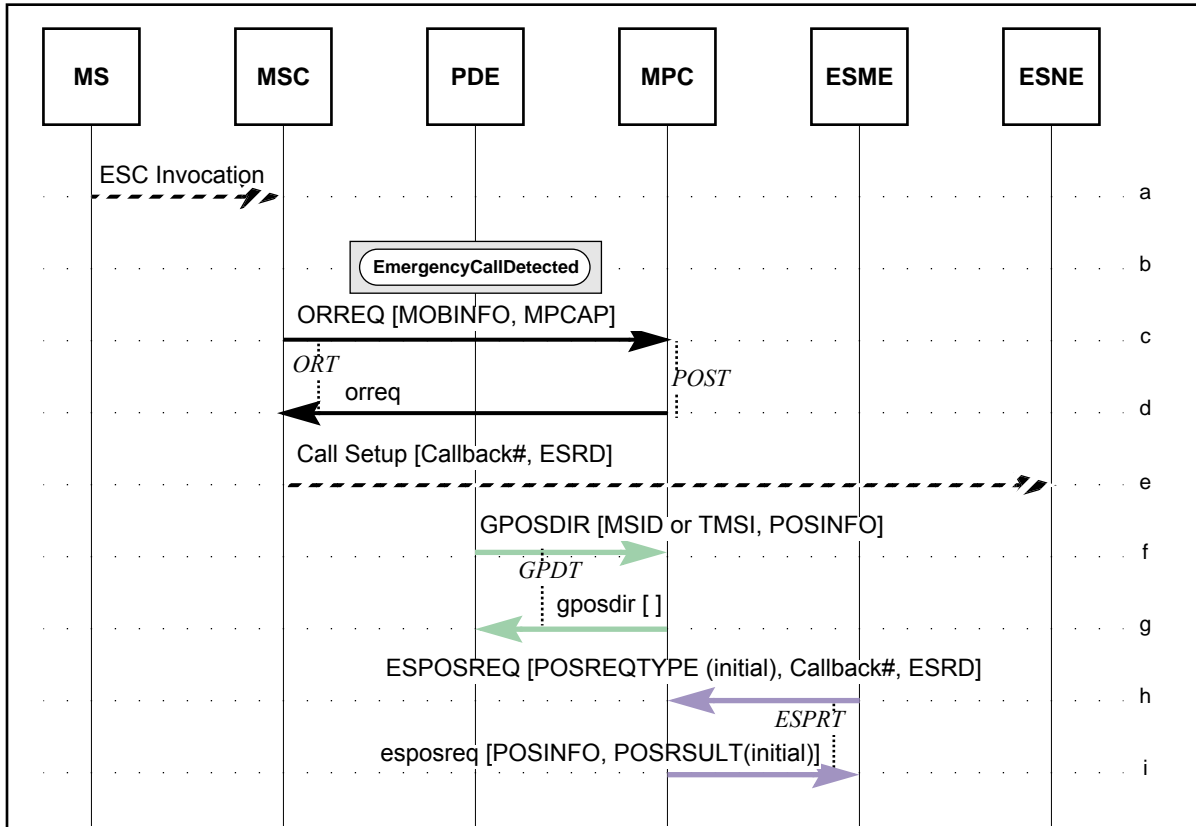 MS MSC PDE MPC ESME ESNE
ESC Invocation
a
EmergencyCallDetected
b
ORREQ [MOBINFO, MPCAP]
c
ORT
POST
orreq
d
Call Setup [Callback#, ESRD]
e
GPOSDIR [MSID or TMSI, POSINFO]
f
GPDT
gposdir [ ]
g
ESPOSREQ [POSREQTYPE (initial), Callback#, ESRD]
h
ESPRT
esposreq [POSINFO, POSRSULT(initial)]
i